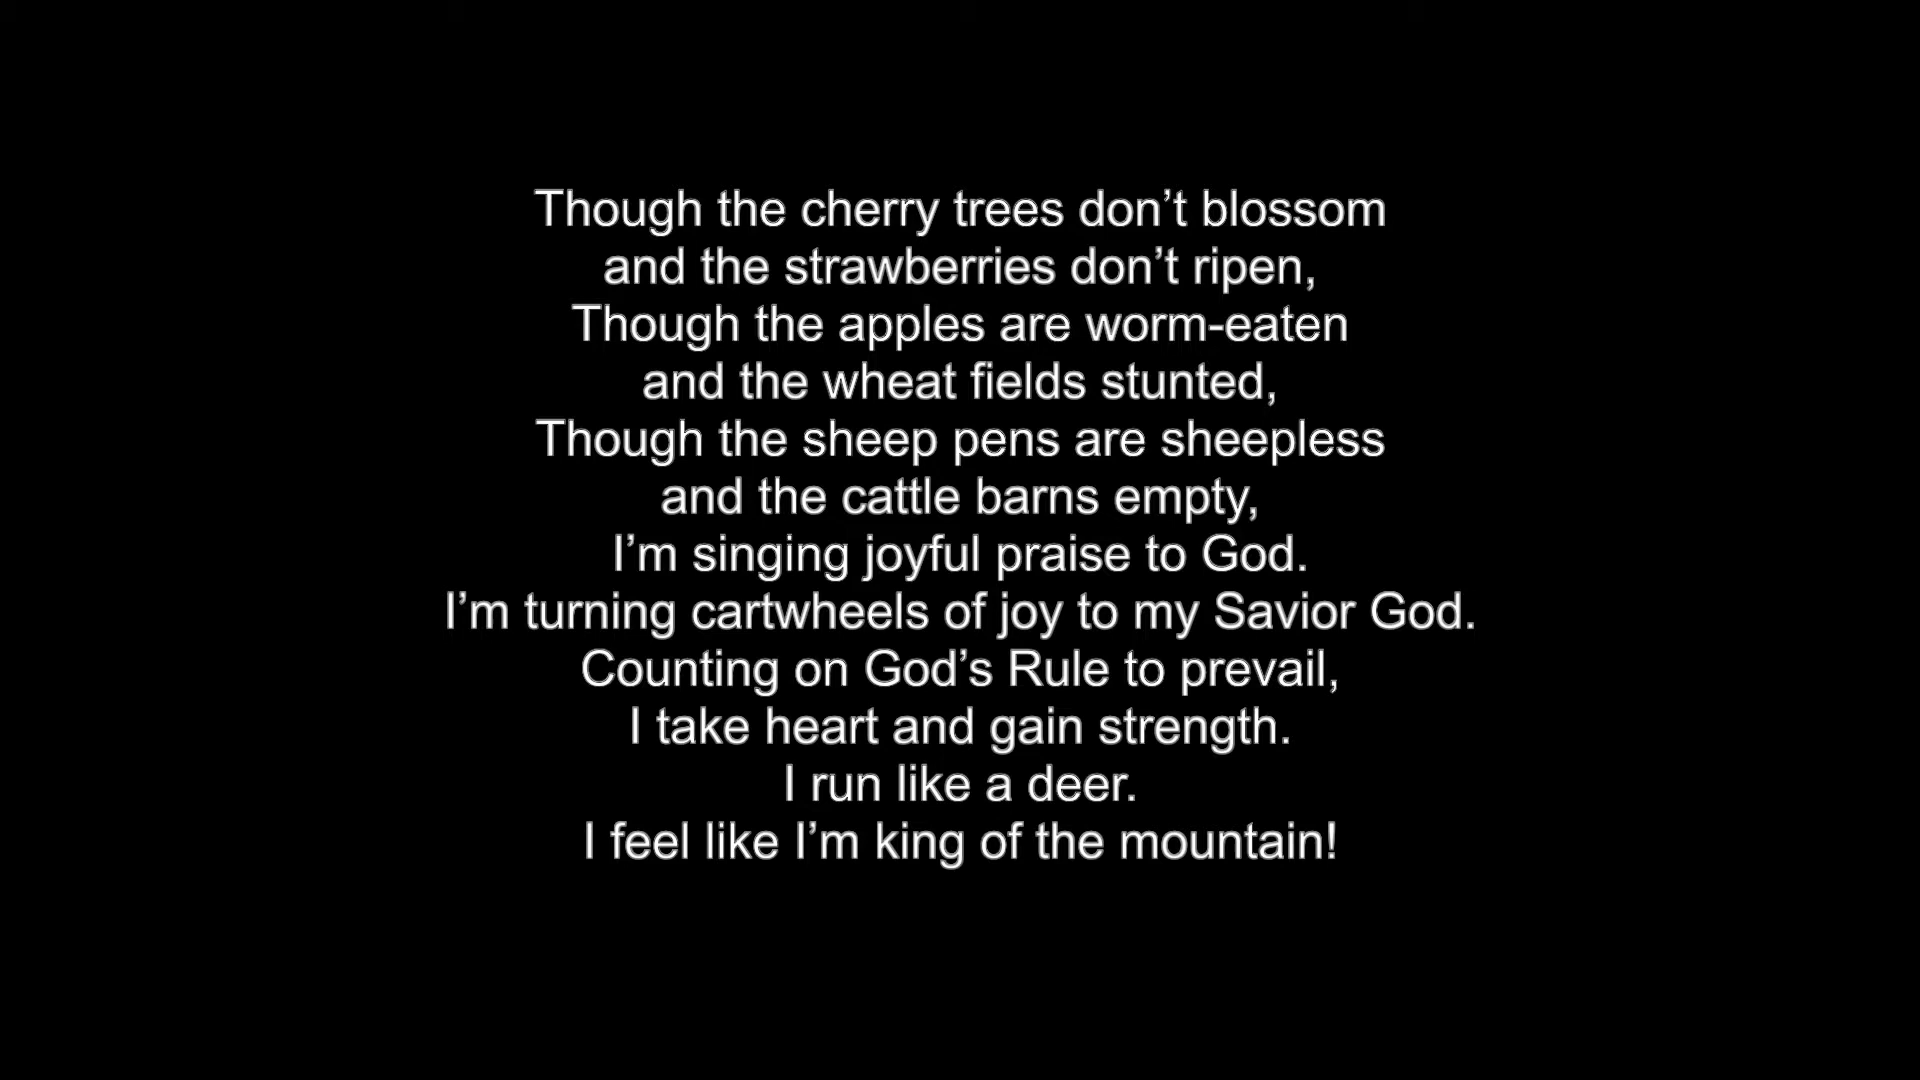 Though the cherry trees don’t blossom
and the strawberries don’t ripen,
Though the apples are worm-eaten
and the wheat fields stunted,
Though the sheep pens are sheepless
and the cattle barns empty,
I’m singing joyful praise to God.
I’m turning cartwheels of joy to my Savior God.
Counting on God’s Rule to prevail,
I take heart and gain strength.
I run like a deer.
I feel like I’m king of the mountain!